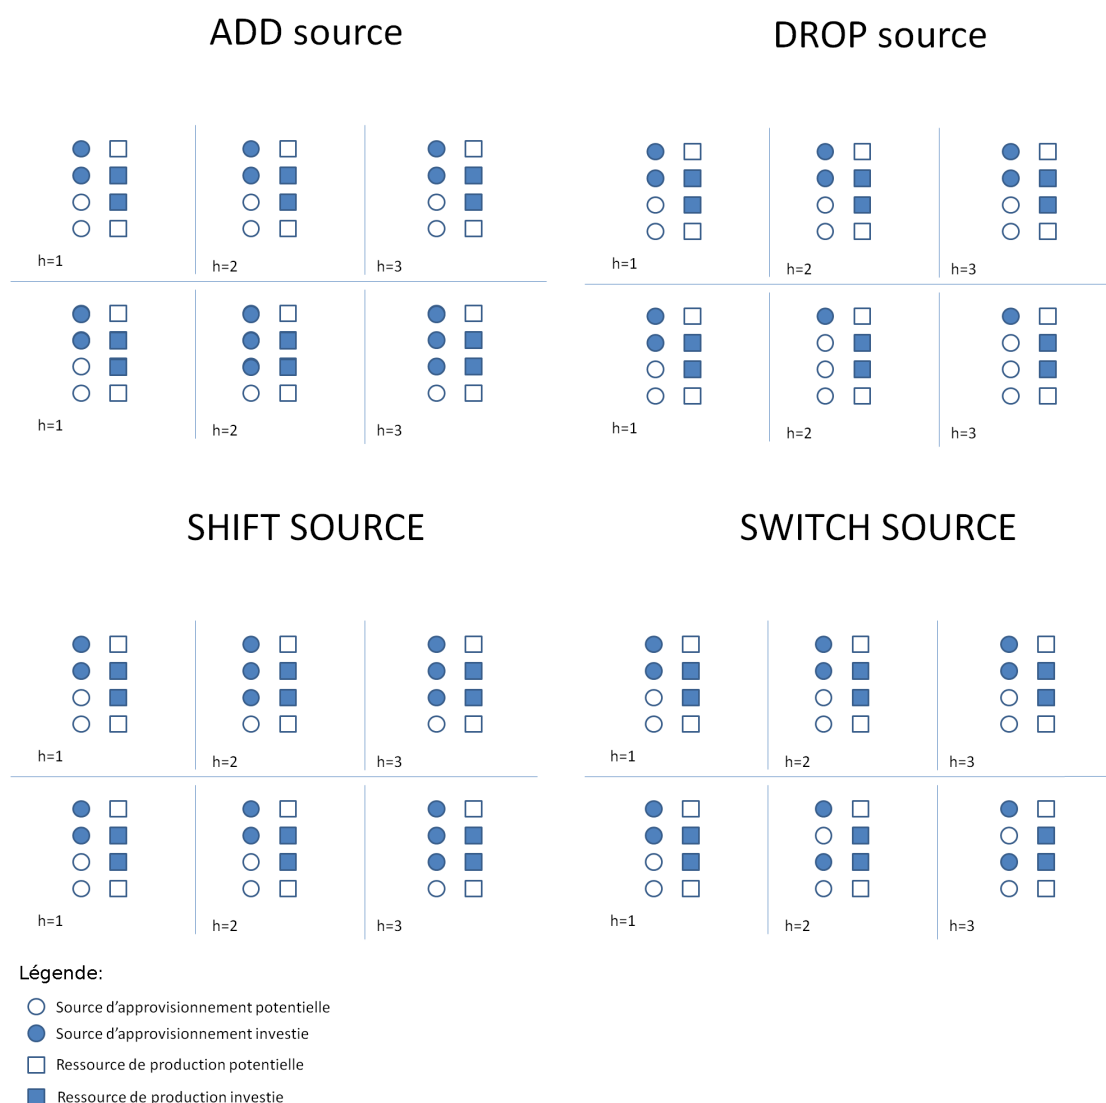 ADD source
DROP source
h=1
h=2
h=3
h=1
h=2
h=3
h=1
h=2
h=3
h=1
h=2
h=3
SHIFT SOURCE
SWITCH SOURCE
h=1
h=2
h=3
h=1
h=2
h=3
h=1
h=2
h=3
h=1
h=2
h=3
Légende:
Source d’approvisionnement potentielle
Source d’approvisionnement investie
Ressource de production potentielle
Ressource de production investie